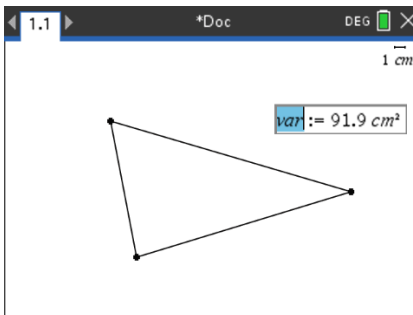 1.1 *Doc DEG
1 cm
var := 91.9 cm²